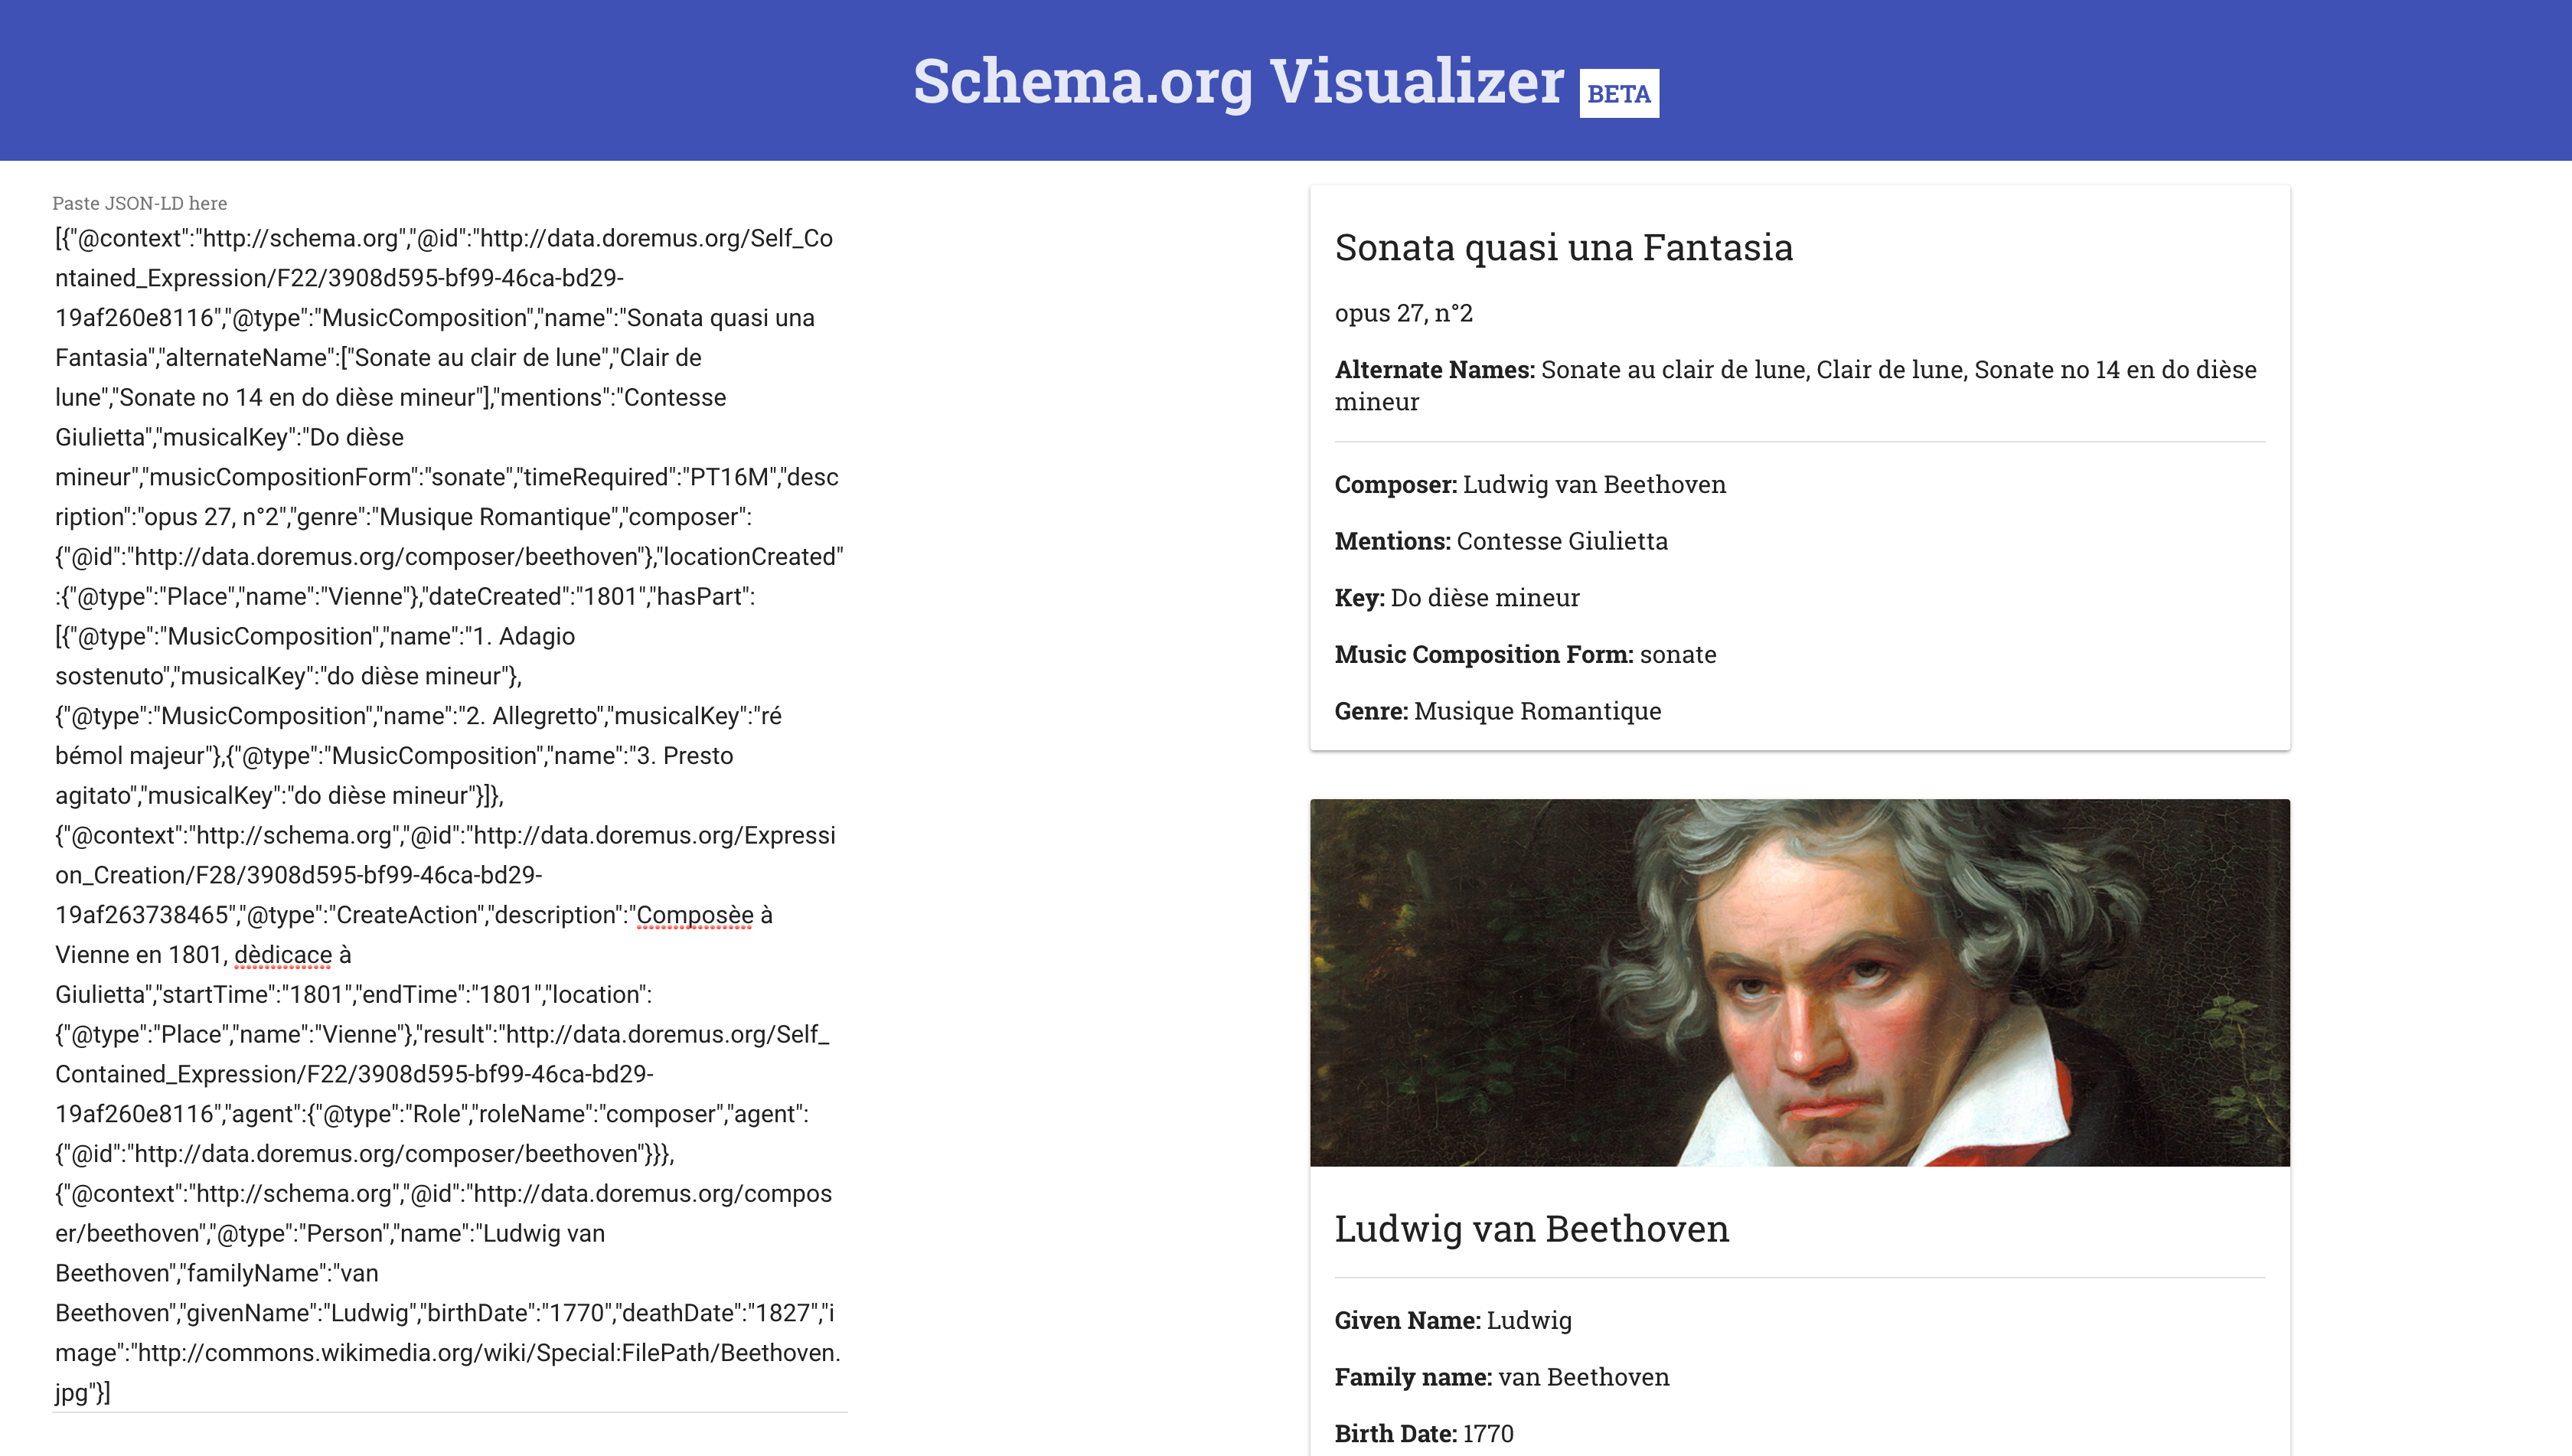 Schema.org Visualizer BETA
Paste JSON-LD here
[{"@context":"http://schema.org","@id":"http://data.doremus.org/Self_Co
ntained_Expression/F22/3908d595-bf99-46ca-bd29-
19af260e8116","@type":"MusicComposition","name":"Sonata quasi una
Fantasia","alternateName":["Sonate au clair de lune","Clair de
lune","Sonate no 14 en do dièse mineur"],"mentions":"Contesse
Giulietta","musicalKey":"Do dièse
mineur","musicCompositionForm":"sonate","timeRequired":"PT16M","desc
ription":"opus 27, n°2","genre":"Musique Romantique","composer":
{"@id":"http://data.doremus.org/composer/beethoven"},"locationCreated"
:{"@type":"Place","name":"Vienne"},"dateCreated":"1801","hasPart":
[{"@type":"MusicComposition","name":"1. Adagio
sostenuto","musicalKey":"do dièse mineur"},
{"@type":"MusicComposition","name":"2. Allegretto","musicalKey":"ré
bémol majeur"},{"@type":"MusicComposition","name":"3. Presto
agitato","musicalKey":"do dièse mineur"}]},
{"@context":"http://schema.org","@id":"http://data.doremus.org/Expressi
on_Creation/F28/3908d595-bf99-46ca-bd29-
19af263738465","@type":"CreateAction","description":"Composèe à
Vienne en 1801, dèdicace à
Giulietta","startTime":"1801","endTime":"1801","location":
{"@type":"Place","name":"Vienne"},"result":"http://data.doremus.org/Self_
Contained_Expression/F22/3908d595-bf99-46ca-bd29-
19af260e8116","agent":{"@type":"Role","roleName":"composer","agent":
{"@id":"http://data.doremus.org/composer/beethoven"}}},
{"@context":"http://schema.org","@id":"http://data.doremus.org/compos
er/beethoven","@type":"Person","name":"Ludwig van
Beethoven","familyName":"van
Beethoven","givenName":"Ludwig","birthDate":"1770","deathDate":"1827","i
mage":"http://commons.wikimedia.org/wiki/Special:FilePath/Beethoven.
jpg"}]
Sonata quasi una Fantasia
opus 27, n°2
Alternate Names: Sonate au clair de lune, Clair de lune, Sonate no 14 en do dièse
mineur
Composer: Ludwig van Beethoven
Mentions: Contesse Giulietta
Key: Do dièse mineur
Music Composition Form: sonate
Genre: Musique Romantique
Ludwig van Beethoven
Given Name: Ludwig
Family name: van Beethoven
Birth Date: 1770